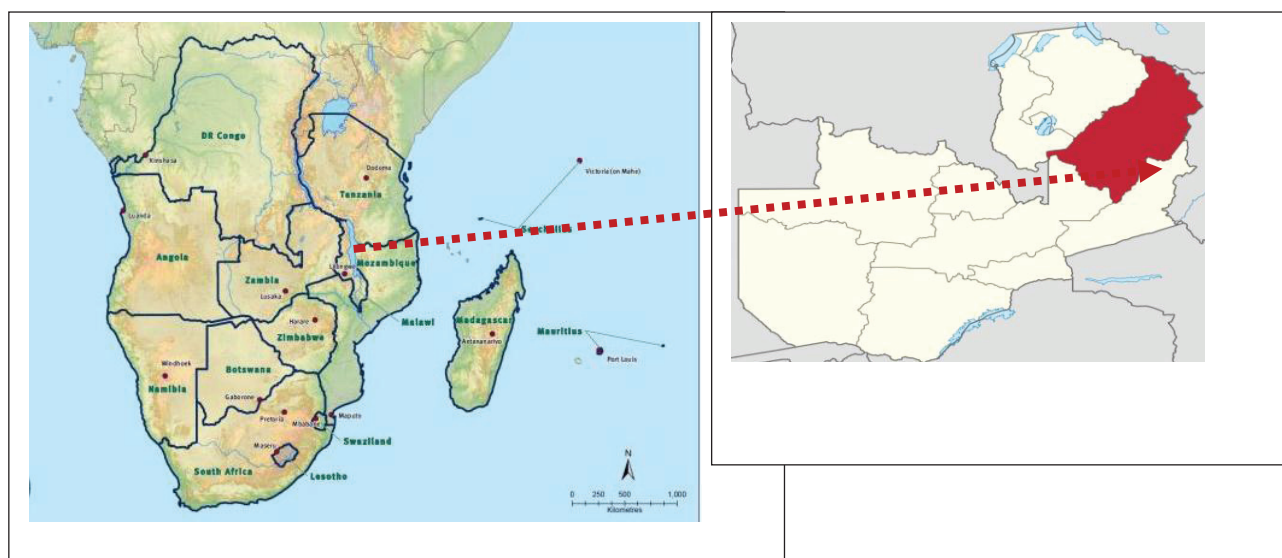 DR Congo
Kinshasa
Dodoma
Victoria (on Mahe)
Tanzania
Luanda
Seychelles
Angola
Mozambique
Lilongwe
Zambia
Lusaka
Malawi
Harare
Madagascar
Zimbabwe
Mauritius
Antananarivo
Port Louis
Windhoek
Botswana
Namibia
Gaborone
Pretoria
Maputo
Mbabane
Swaziland
Maseru
South Africa
Lesotho
N
0 250 500 1,000
Kilometres